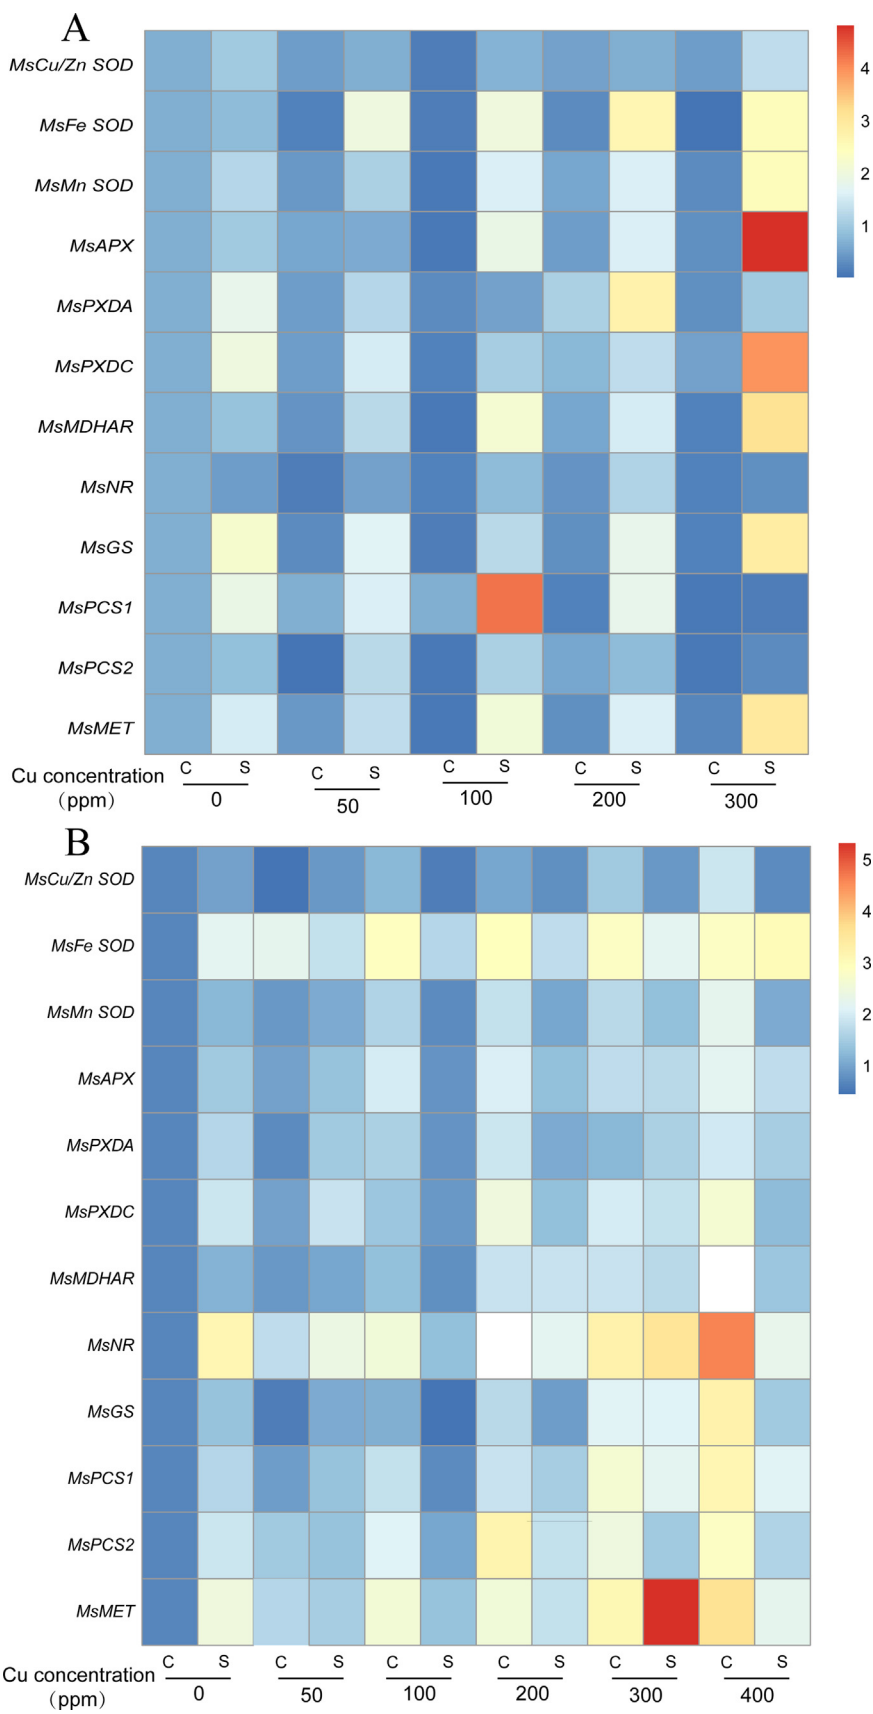 A
MsCu/Zn SOD
MsFe SOD
MsMn SOD
MsAPX
MsPXDA
MsPXDC
MsMDHAR
MsNR
MsGS
MsPCS1
MsPCS2
MsMET
4
3
2
1
C S C S C S C S C S
Cu concentration
（ppm）
0 50 100 200 300
B
MsCu/Zn SOD
MsFe SOD
MsMn SOD
MsAPX
MsPXDA
MsPXDC
MsMDHAR
MsNR
MsGS
MsPCS1
MsPCS2
MsMET
5
4
3
2
1
C S C S C S C S C S C S
Cu concentration
（ppm）
0 50 100 200 300 400